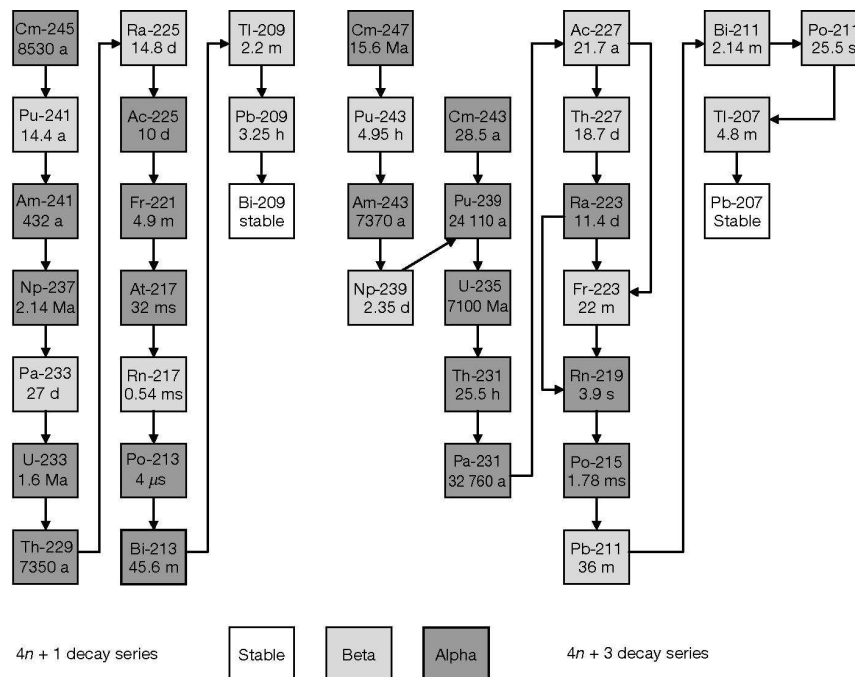 Cm-245
8530 a
Pu-241
14.4 a
Am-241
432 a
Np-237
2.14 Ma
Pa-233
27 d
U-233
1.6 Ma
Th-229
7350 a
Ra-225
14.8 d
Ac-225
10 d
Fr-221
4.9 m
At-217
32 ms
Rn-217
0.54 ms
Po-213
4 μs
Bi-213
45.6 m
Tl-209
2.2 m
Pb-209
3.25 h
Bi-209
stable
Cm-247
15.6 Ma
Pu-243
4.95 h
Am-243
7370 a
Np-239
2.35 d
Cm-243
28.5 a
Pu-239
24 110 a
U-235
7100 Ma
Th-231
25.5 h
Pa-231
32 760 a
Ac-227
21.7 a
Th-227
18.7 d
Ra-223
11.4 d
Fr-223
22 m
Rn-219
3.9 s
Po-215
1.78 ms
Pb-211
36 m
Bi-211
2.14 m
Po-211
25.5 s
Tl-207
4.8 m
Pb-207
Stable
4n + 1 decay series
Stable
Beta
Alpha
4n + 3 decay series